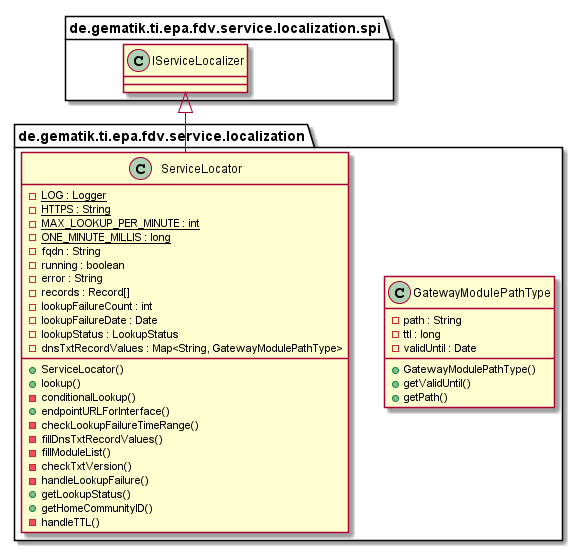 de.gematik.ti.epa.fdv.service.localization.spi
C IServiceLocalizer
de.gematik.ti.epa.fdv.service.localization
C ServiceLocator
LOG : Logger
HTTPS : String
MAX_LOOKUP_PER_MINUTE : int
ONE_MINUTE_MILLIS : long
fqdn : String
running : boolean
error : String
records : Record[]
lookupFailureCount : int
lookupFailureDate : Date
lookupStatus : LookupStatus
dnsTxtRecordValues : Map<String, GatewayModulePathType>
ServiceLocator()
lookup()
conditionalLookup()
endpointURLForInterface()
checkLookupFailureTimeRange()
fillDnsTxtRecordValues()
fillModuleList()
checkTxtVersion()
handleLookupFailure()
getLookupStatus()
getHomeCommunityID()
handleTTL()
C GatewayModulePathType
path : String
ttl : long
validUntil : Date
GatewayModulePathType()
getValidUntil()
getPath()